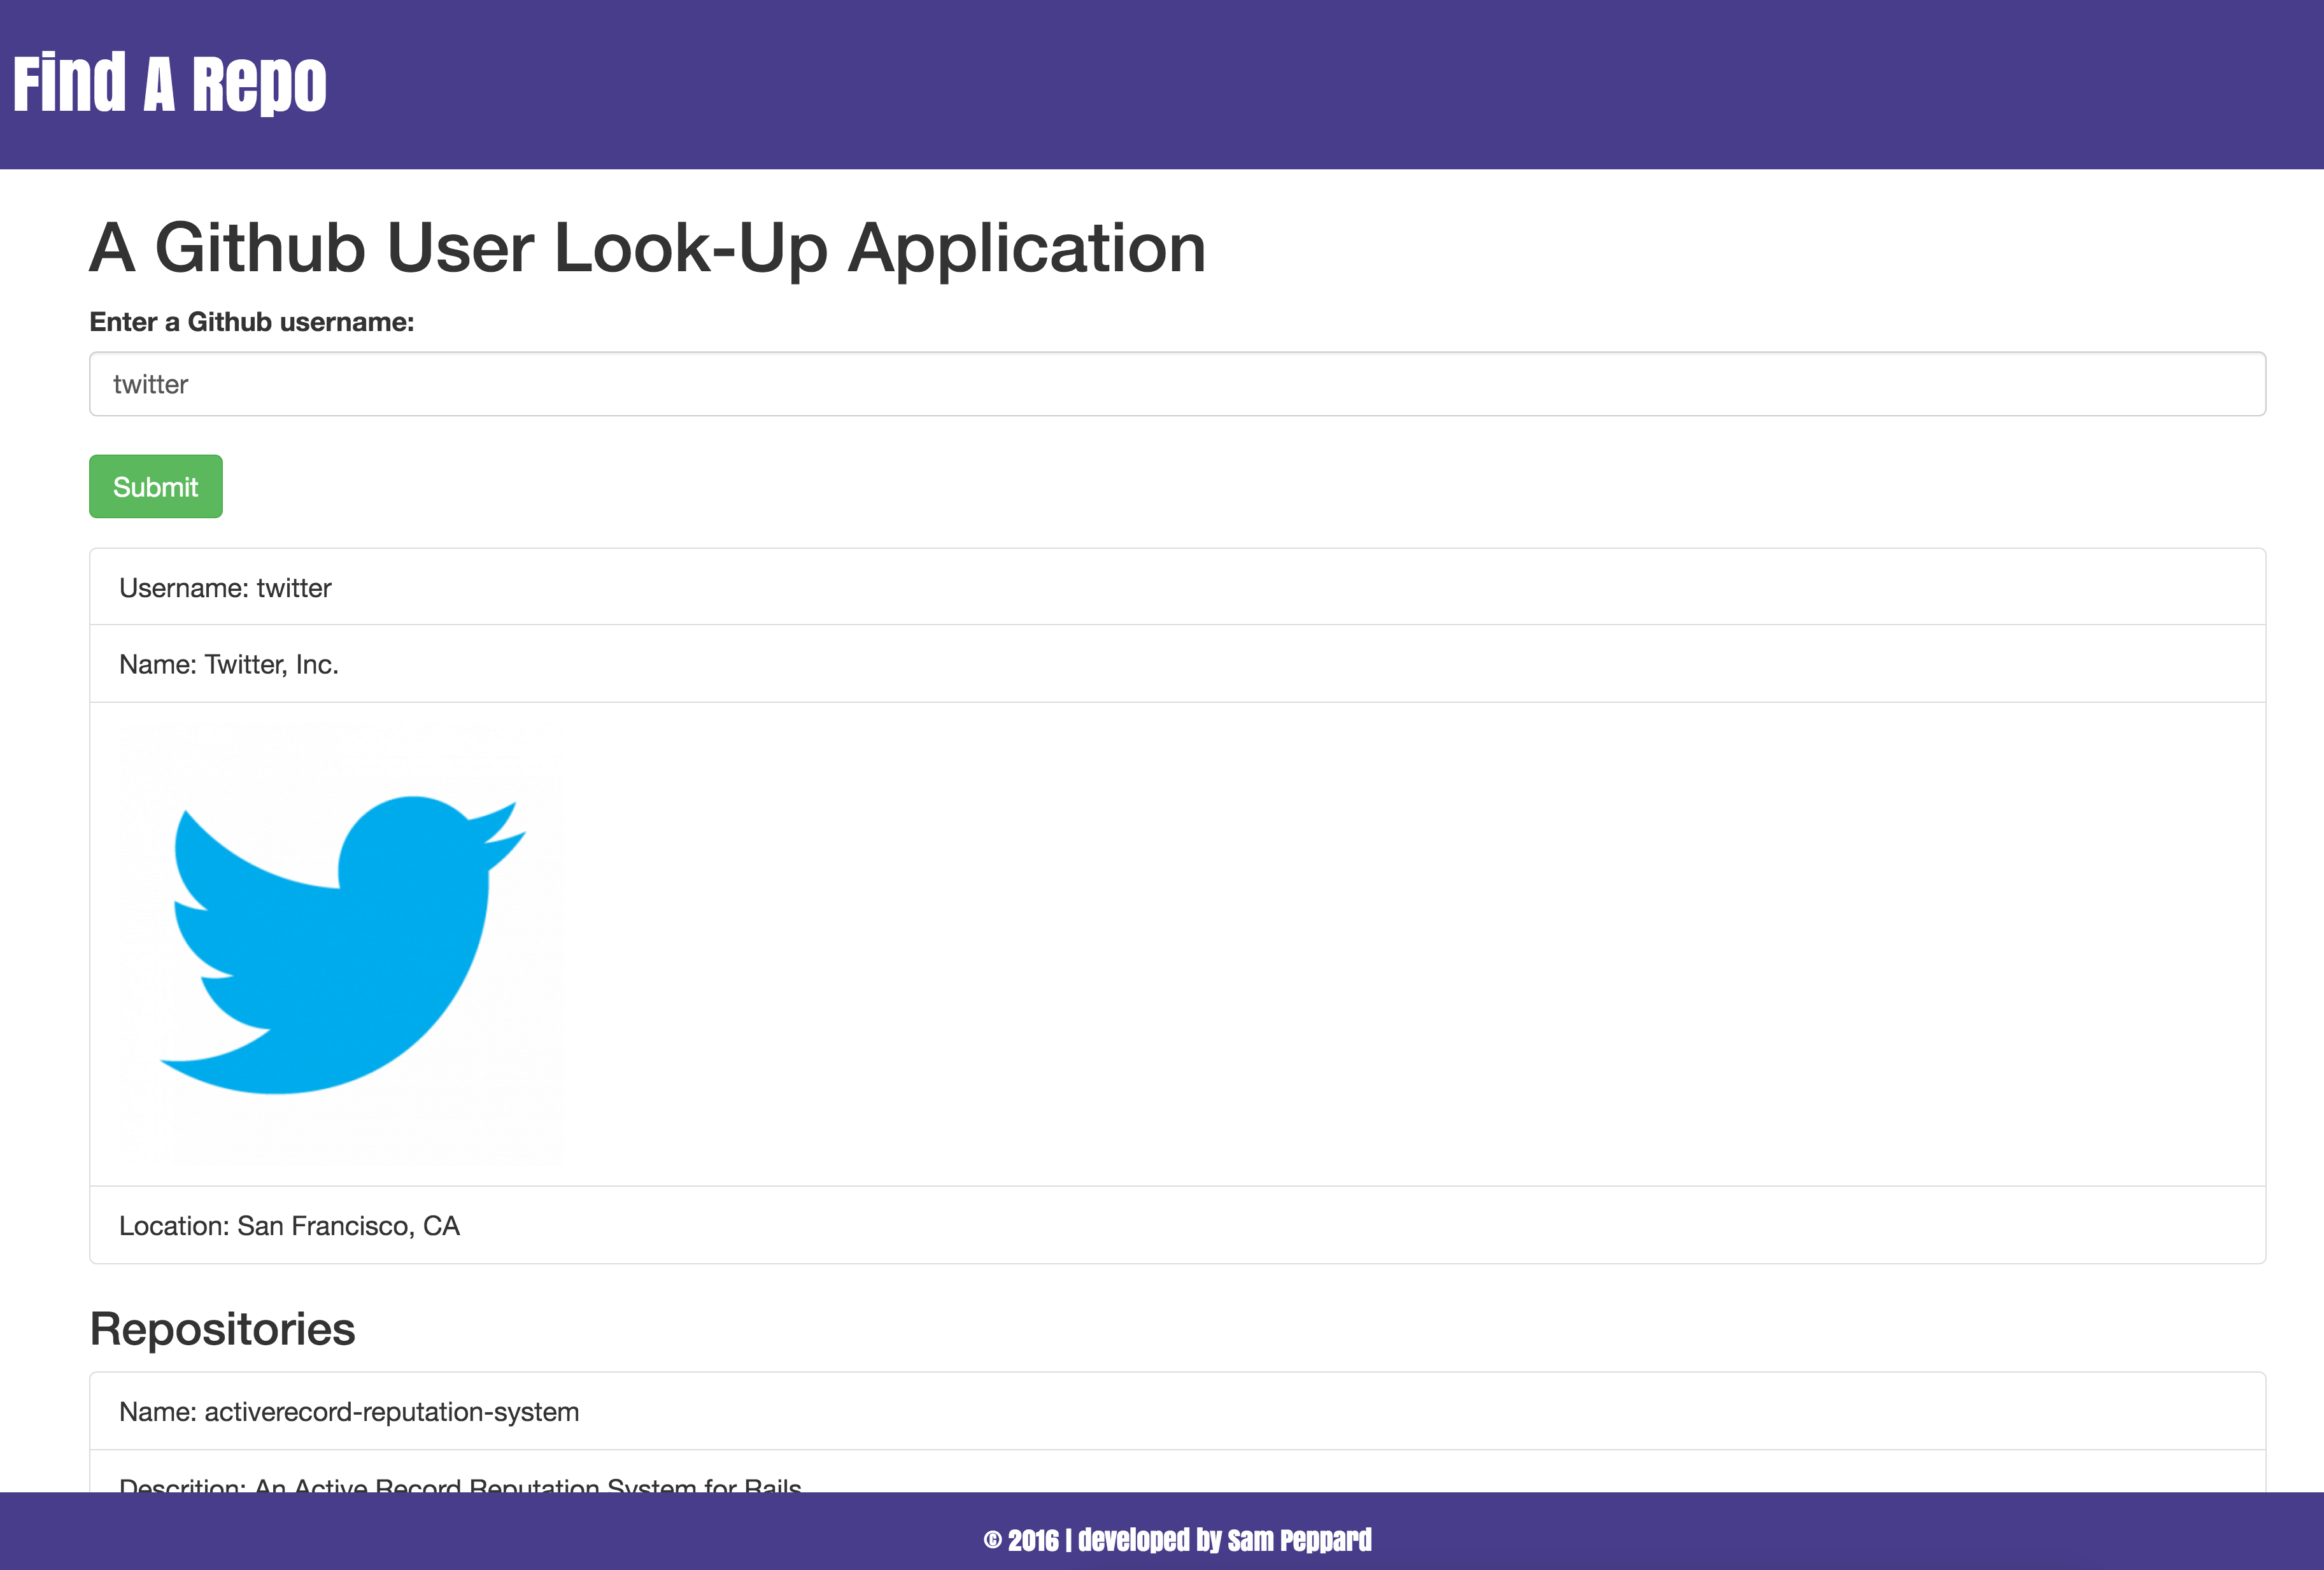 Find A Repo
A Github User Look-Up Application
Enter a Github username:
twitter
Submit
Username: twitter
Name: Twitter, Inc.
Location: San Francisco, CA
Repositories
Name: activerecord-reputation-system
Descrition: An Active Record Reputation System for Rails
© 2016 | developed by Sam Peppard